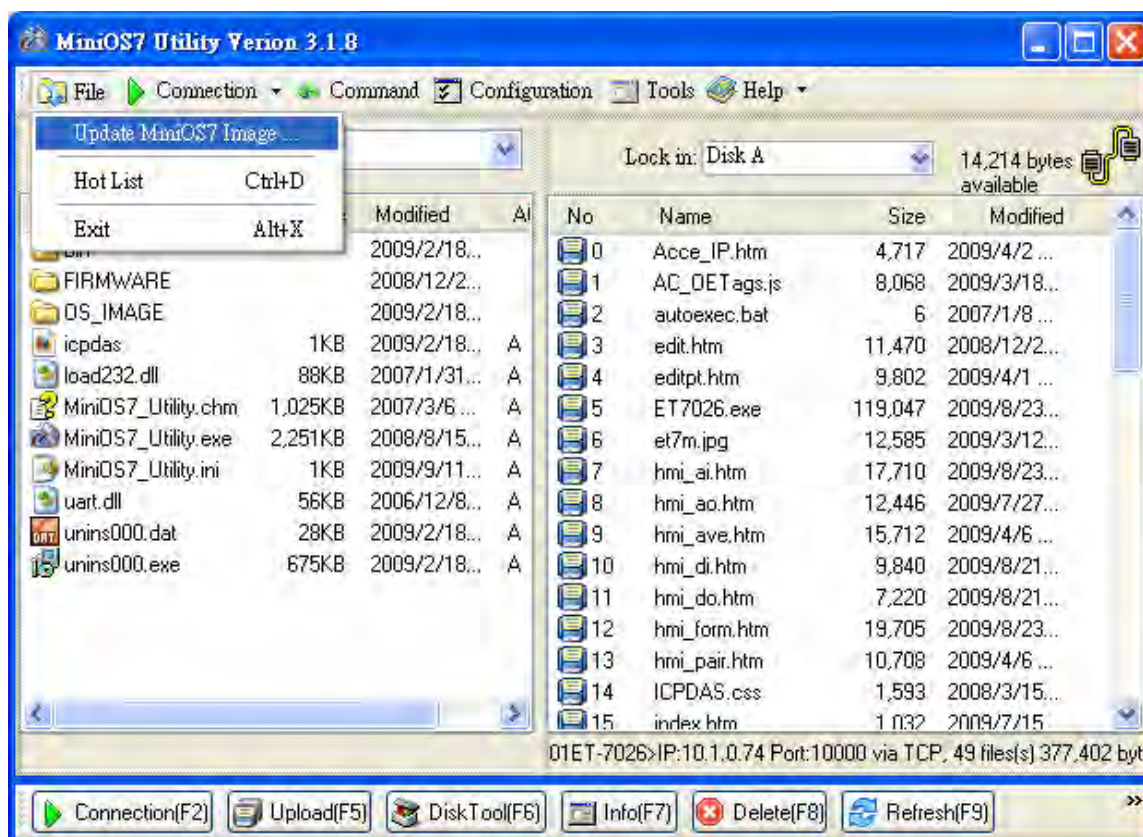 MiniOS7 Utility Verion 3.1.8
File Connection Command Configuration Tools Help
Update MiniOS7 Image ...
Hot List Ctrl+D
Exit Alt+X
Lock in: Disk A
14,214 bytes available
Modified
No Name Size Modified
2009/2/18...
FIRMWARE 2008/12/2...
OS_IMAGE 2009/2/18...
icpdas 1KB 2009/2/18... A
load232.dll 88KB 2007/1/31... A
MiniOS7_Utility.chm 1,025KB 2007/3/6 ... A
MiniOS7_Utility.exe 2,251KB 2008/8/15... A
MiniOS7_Utility.ini 1KB 2009/9/11... A
uart.dll 56KB 2006/12/8... A
unins000.dat 28KB 2009/2/18... A
unins000.exe 675KB 2009/2/18... A
0 Acce_IP.htm 4,717 2009/4/2 ...
1 AC_OETags.js 8,068 2009/3/18...
2 autoexec.bat 6 2007/1/8 ...
3 edit.htm 11,470 2008/12/2...
4 editpt.htm 9,802 2009/4/1 ...
5 ET7026.exe 119,047 2009/8/23...
6 et7m.jpg 12,585 2009/3/12...
7 hmi_ai.htm 17,710 2009/8/23...
8 hmi_ao.htm 12,446 2009/7/27...
9 hmi_ave.htm 15,712 2009/4/6 ...
10 hmi_di.htm 9,840 2009/8/21...
11 hmi_do.htm 7,220 2009/8/21...
12 hmi_form.htm 19,705 2009/8/23...
13 hmi_pair.htm 10,708 2009/4/6 ...
14 ICPDAS.css 1,593 2008/3/15...
15 index.htm 1,032 2009/7/15
01ET-7026>IP:10.1.0.74 Port:10000 via TCP, 49 files(s) 377,402 byt
Connection(F2) Upload(F5) DiskTool(F6) Info(F7) Delete(F8) Refresh(F9) »